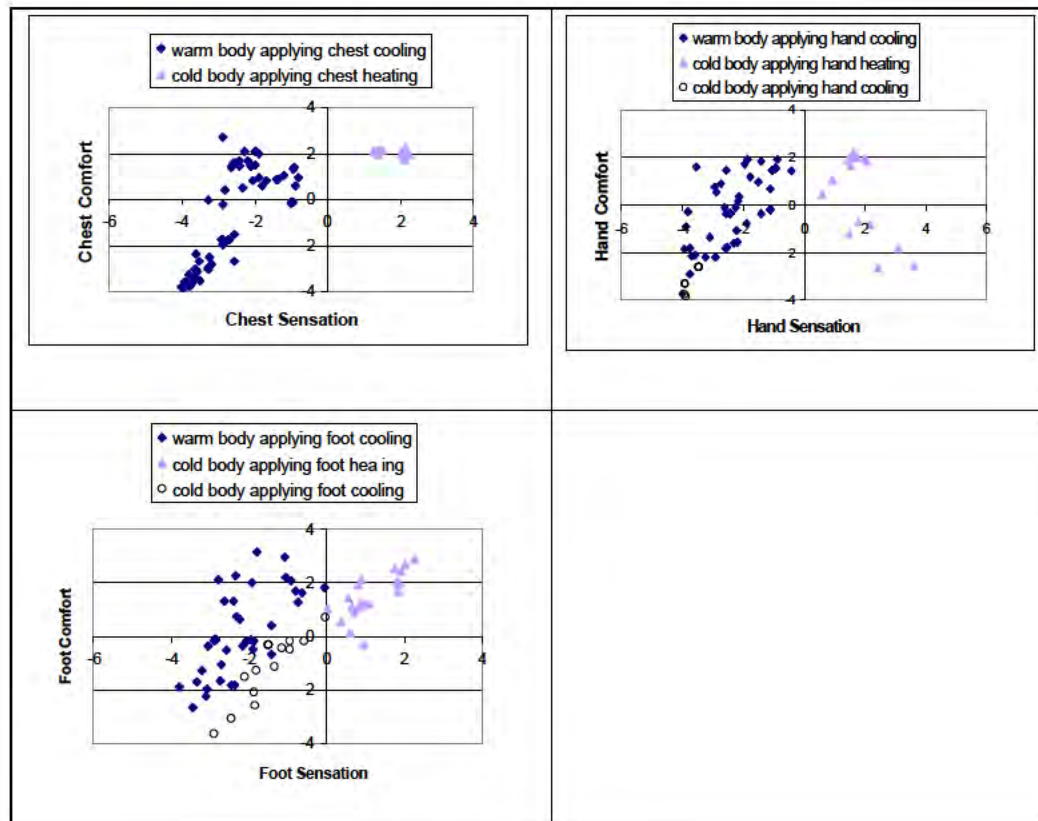 warm body applying chest cooling
cold body applying chest heating
4
2
0
-6 -4 -2 0 2 4
2
-4
Chest Comfort
Chest Sensation
warm body applying hand cooling
cold body applying hand heating
cold body applying hand cooling
4
2
0
-6 -4 -2 0 2 4 6
2
-4
Hand Comfort
Hand Sensation
warm body applying foot cooling
cold body applying foot hea ing
cold body applying foot cooling
4
2
0
-6 -4 -2 0 2 4
2
-4
Foot Comfort
Foot Sensation